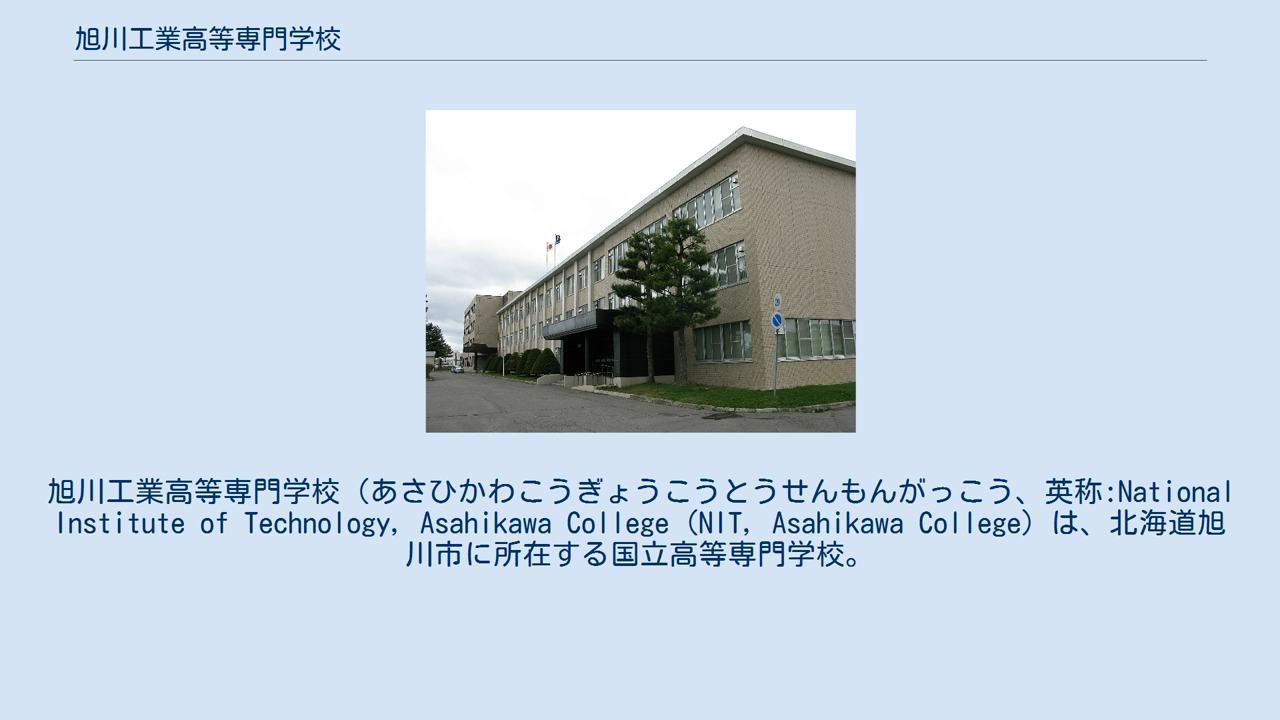 旭川工業高等専門学校
旭川工業高等専門学校（あさひかわこうぎょうこうとうせんもんがっこう、英称:National
Institute of Technology, Asahikawa College（NIT, Asahikawa College）は、北海道旭
川市に所在する国立高等専門学校。